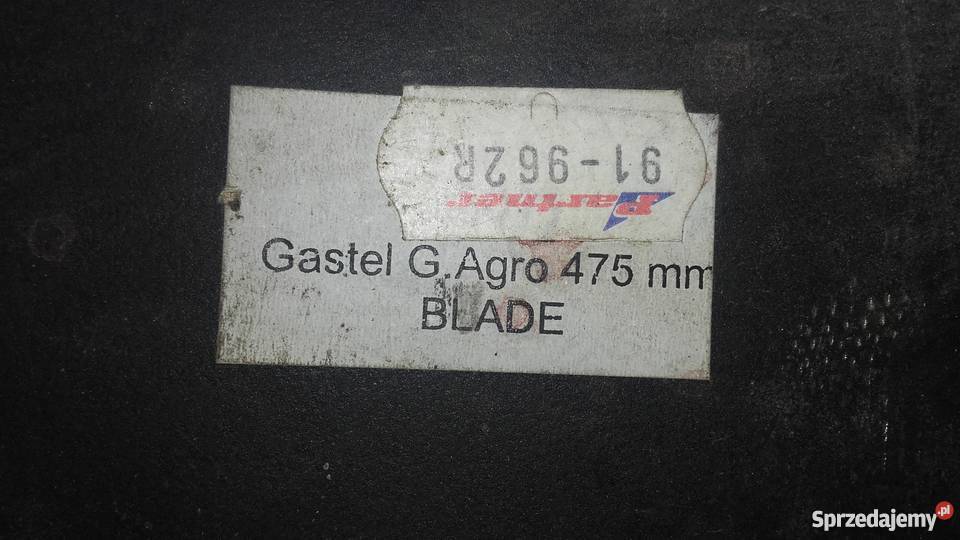 91-962R
Partner
Gastel G.Agro 475 mm
BLADE
Sprzedajemy.pl